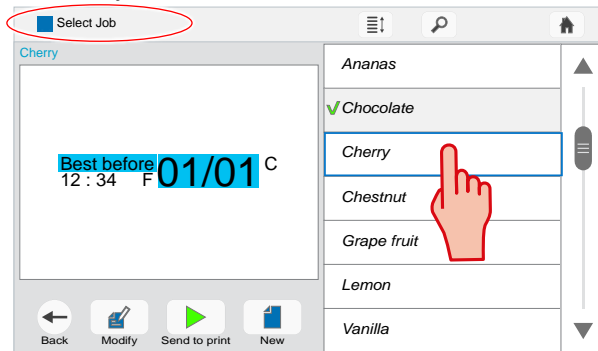 Select Job
Cherry
Best before 01/01 C
12 : 34 F
Back
Modify
Send to print
New
Ananas
Chocolate
Cherry
Chestnut
Grape fruit
Lemon
Vanilla